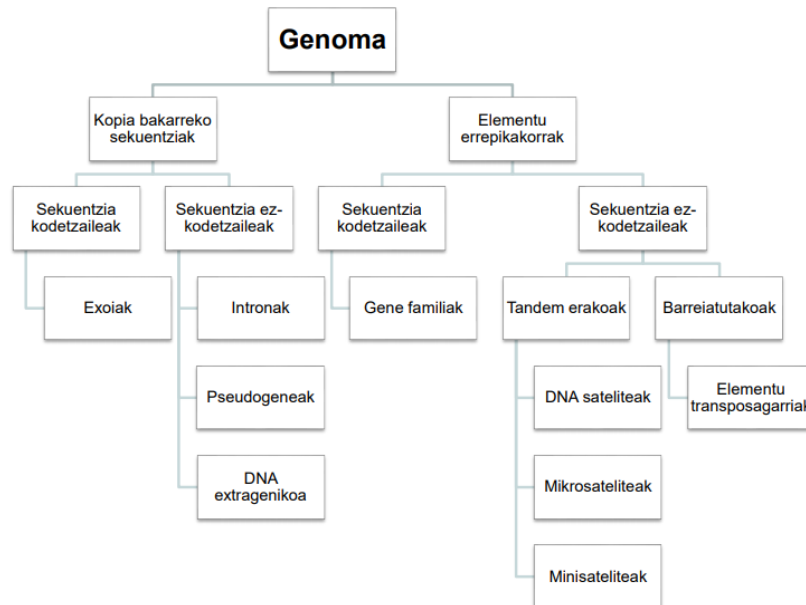 Genoma
Kopia bakarreko
sekuentziak
Elementu
errepikakorrak
Sekuentzia
kodetzaileak
Sekuentzia ez-
kodetzaileak
Sekuentzia
kodetzaileak
Sekuentzia ez-
kodetzaileak
Exoiak
Intronak
Gene familiak
Tandem erakoak
Barreiatutakoak
Pseudogeneak
DNA sateliteak
Elementu
transposagarriak
DNA
extragenikoa
Mikrosateliteak
Minisateliteak